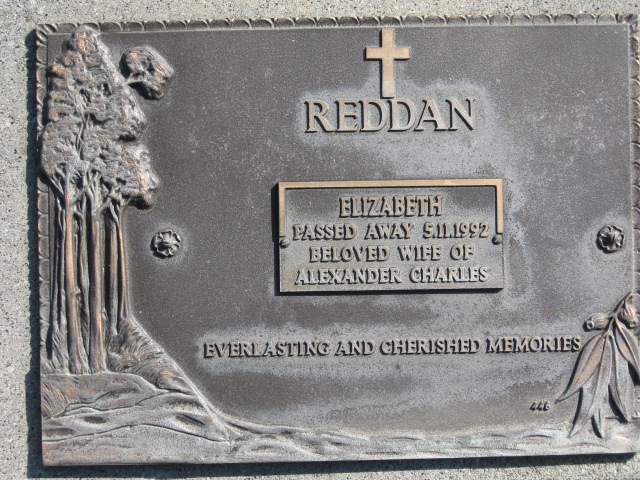 REDDAN
ELIZABETH
PASSED AWAY 5.11.1992
BELOVED WIFE OF
ALEXANDER CHARLES
EVERLASTING AND CHERISHED MEMORIES
446